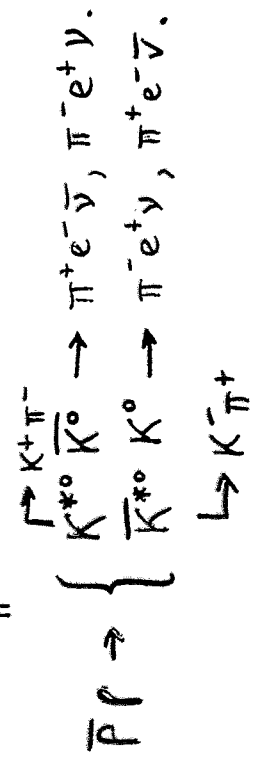 =
↱ K⁺π⁻
K*⁰ K̄⁰ → π⁺e⁻ν̄, π⁻e⁺ν.
p̄p → {
K̄*⁰ K⁰ → π⁻e⁺ν, π⁺e⁻ν̄.
↳ K⁻π⁺